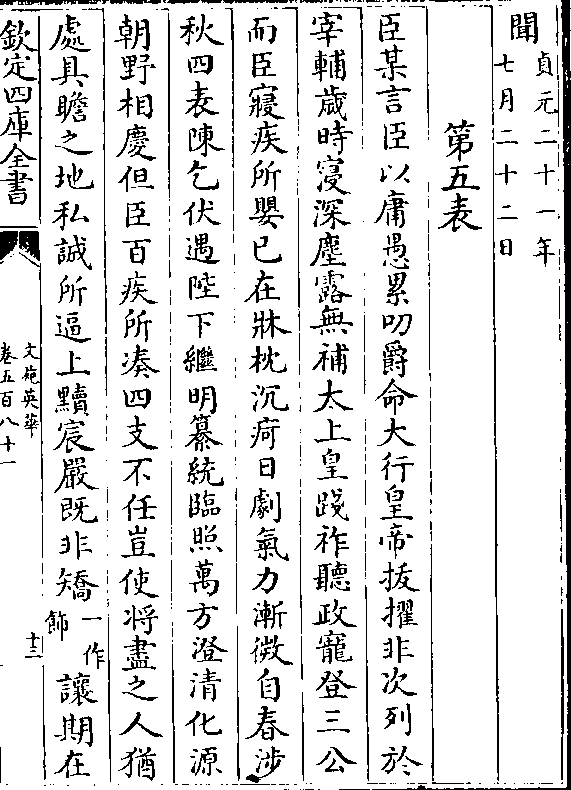 聞貞元二十一年
七月二十二日
第五表
臣某言臣以庸愚累叨爵命大行皇帝拔擢非次列於
宰輔歳時寖深塵露無補太上皇踐祚聽政寵登三公
而臣寢疾所嬰已在牀枕沉疴日劇氣力漸微自春涉
秋四表陳乞伏遇陛下繼明纂統臨照萬方澄清化源
朝野相慶但臣百疾所凑四支不任豈使将盡之人猶
處具瞻之地私誠所逼上黷宸嚴既非矯一作飾讓期在
欽定四庫全書
文苑英華
卷五百八十一
十三